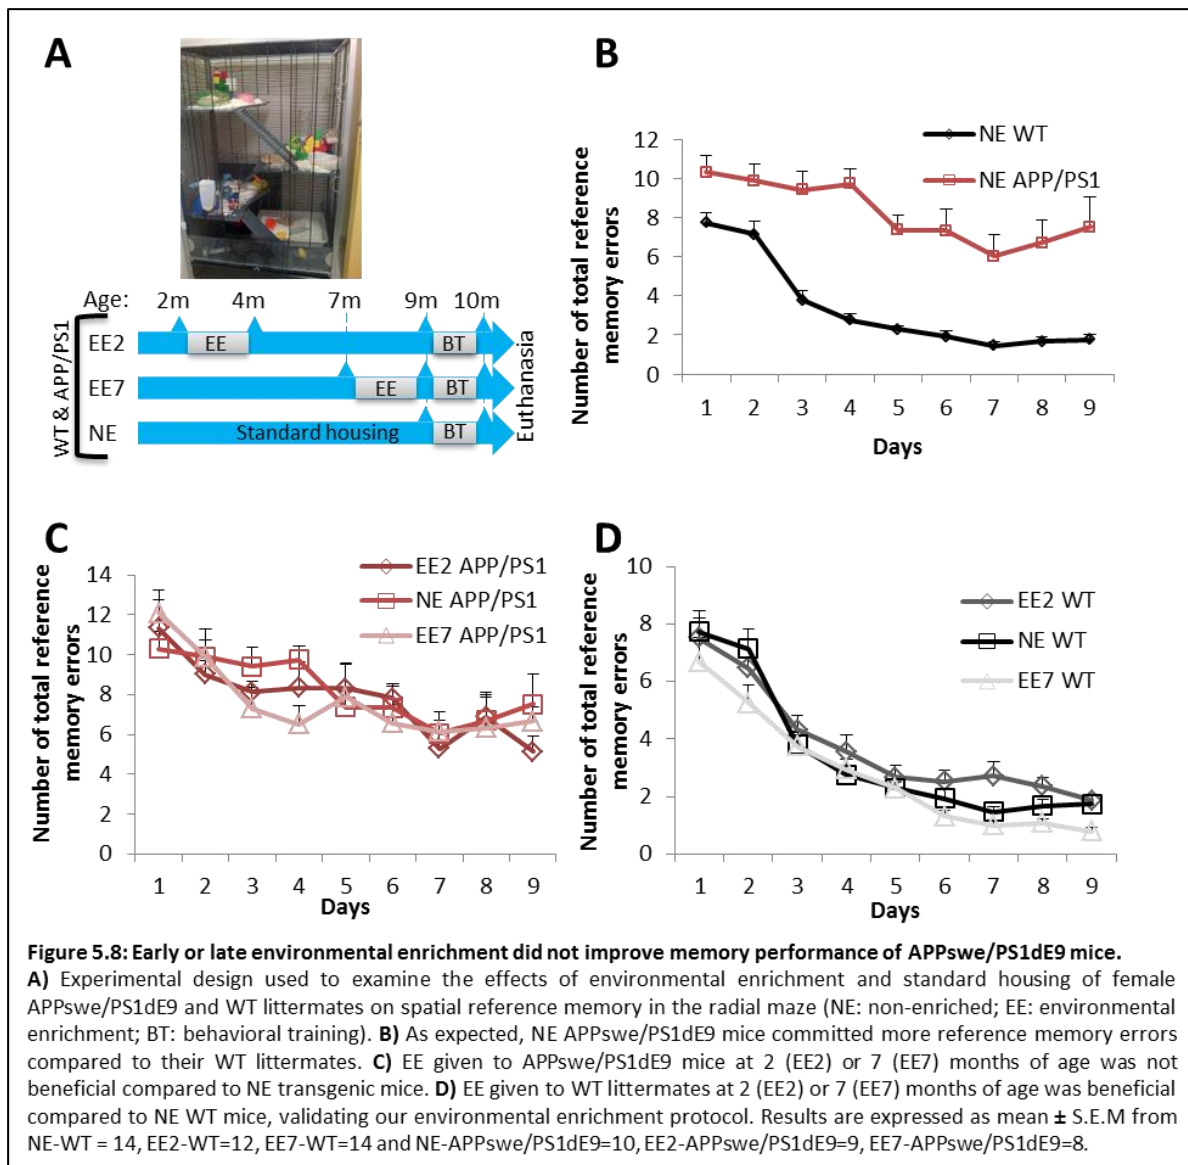 A
Age: 2m 4m 7m 9m 10m
WT & APP/PS1
EE2 EE BT
EE7 EE BT
NE Standard housing BT
Euthanasia
B
NE WT
NE APP/PS1
Number of total reference
memory errors
12
10
8
6
4
2
0
1 2 3 4 5 6 7 8 9
Days
C
EE2 APP/PS1
NE APP/PS1
EE7 APP/PS1
Number of total reference
memory errors
14
12
10
8
6
4
2
0
1 2 3 4 5 6 7 8 9
Days
D
EE2 WT
NE WT
EE7 WT
Number of total reference
memory errors
10
8
6
4
2
0
1 2 3 4 5 6 7 8 9
Days
Figure 5.8: Early or late environmental enrichment did not improve memory performance of APPswe/PS1dE9 mice.
A) Experimental design used to examine the effects of environmental enrichment and standard housing of female
APPswe/PS1dE9 and WT littermates on spatial reference memory in the radial maze (NE: non-enriched; EE: environmental
enrichment; BT: behavioral training). B) As expected, NE APPswe/PS1dE9 mice committed more reference memory errors
compared to their WT littermates. C) EE given to APPswe/PS1dE9 mice at 2 (EE2) or 7 (EE7) months of age was not
beneficial compared to NE transgenic mice. D) EE given to WT littermates at 2 (EE2) or 7 (EE7) months of age was beneficial
compared to NE WT mice, validating our environmental enrichment protocol. Results are expressed as mean ± S.E.M from
NE-WT = 14, EE2-WT=12, EE7-WT=14 and NE-APPswe/PS1dE9=10, EE2-APPswe/PS1dE9=9, EE7-APPswe/PS1dE9=8.